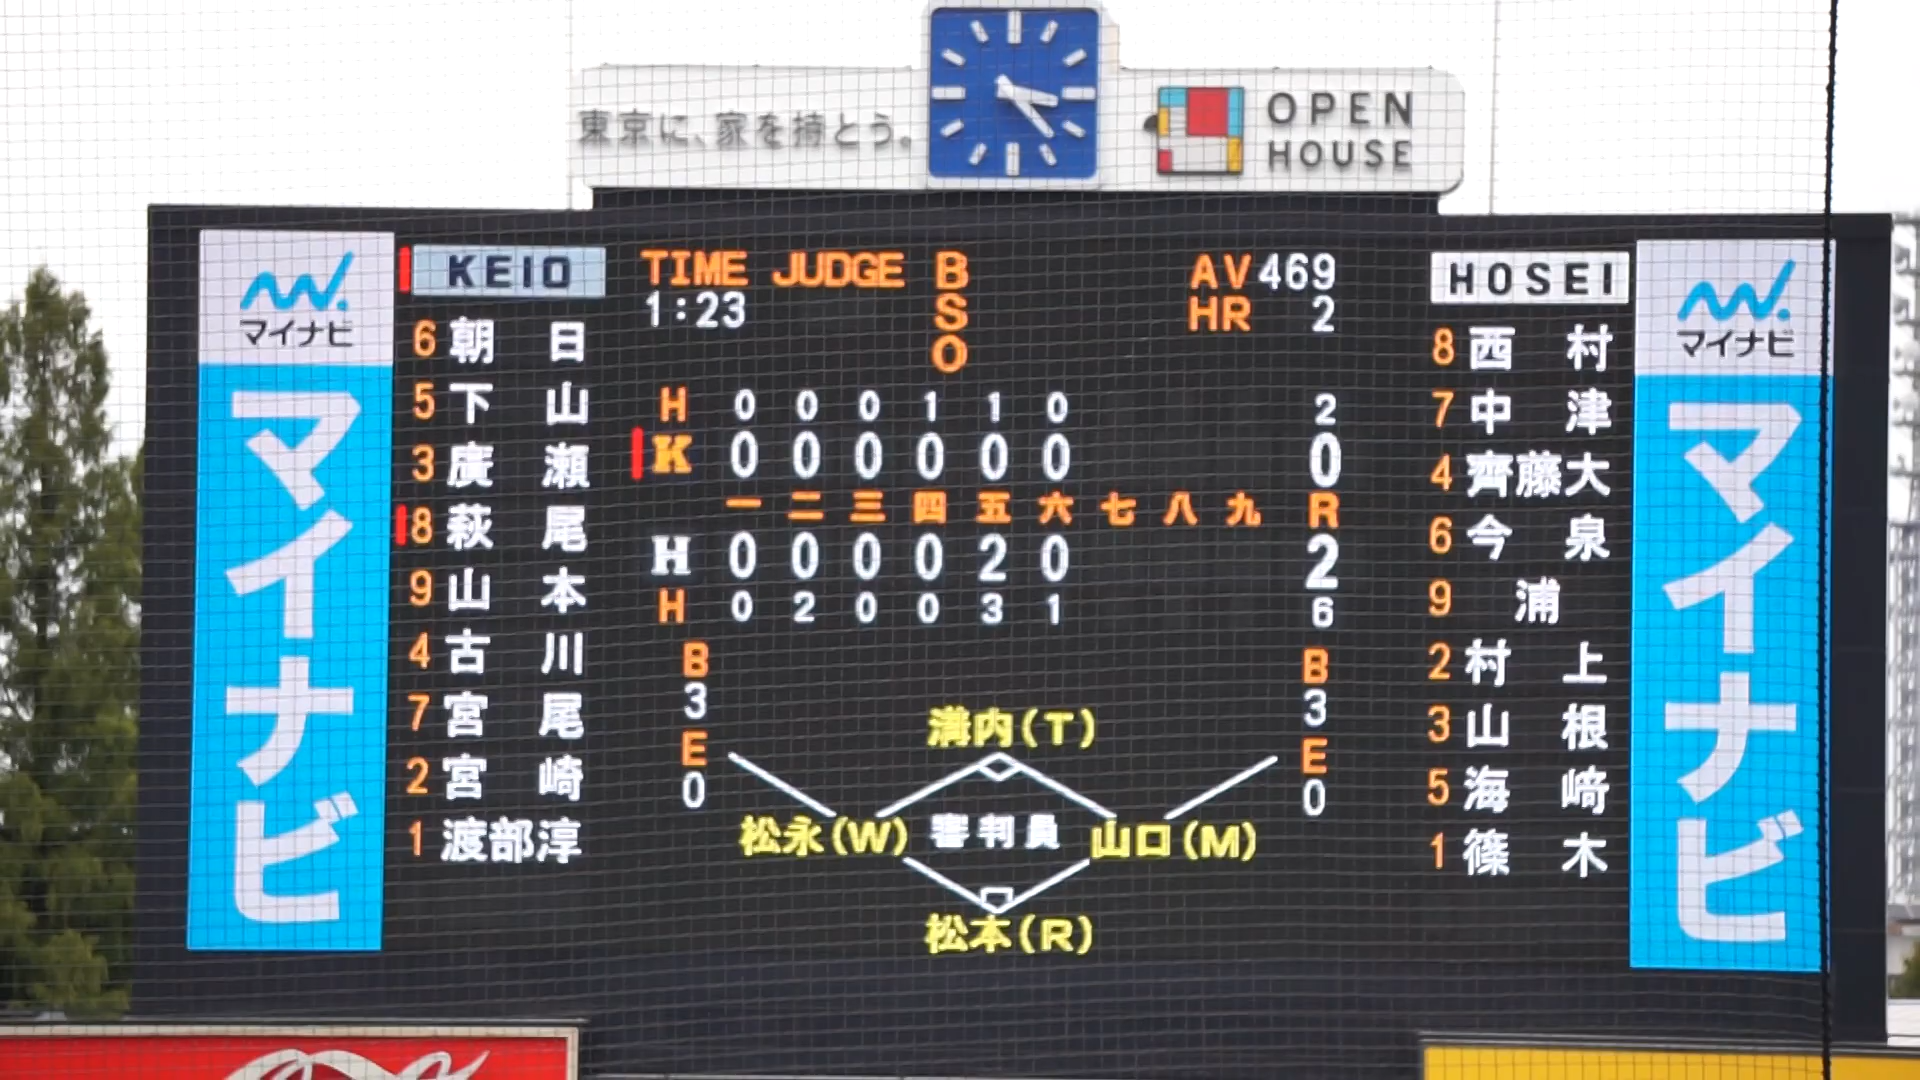 東京に、家を持とう。
OPEN
HOUSE
マイナビ
マイナビ
KEIO
6 朝日
5 下山
3 廣瀬
8 萩尾
9 山本
4 古川
7 宮尾
2 宮崎
1 渡部淳
TIME JUDGE B
1:23 S
O
AV 469
HR 2
H 0 0 0 1 1 0 2
K 0 0 0 0 0 0 0
一 二 三 四 五 六 七 八 九 R
H 0 0 0 0 2 0 2
H 0 2 0 0 3 1 6
B
3
E
0
B
3
E
0
溝内(T)
松永(W) 審判員 山口(M)
松本(R)
HOSEI
8 西村
7 中津
4 齊藤大
6 今泉
9 浦
2 村上
3 山根
5 海﨑
1 篠木
マイナビ
マイナビ